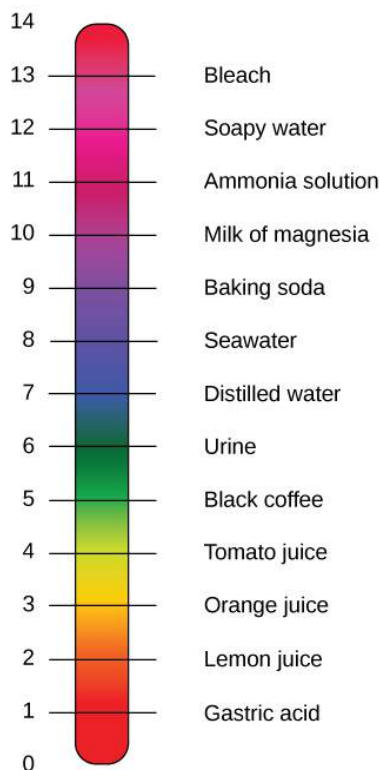 14
13 Bleach
12 Soapy water
11 Ammonia solution
10 Milk of magnesia
9 Baking soda
8 Seawater
7 Distilled water
6 Urine
5 Black coffee
4 Tomato juice
3 Orange juice
2 Lemon juice
1 Gastric acid
0